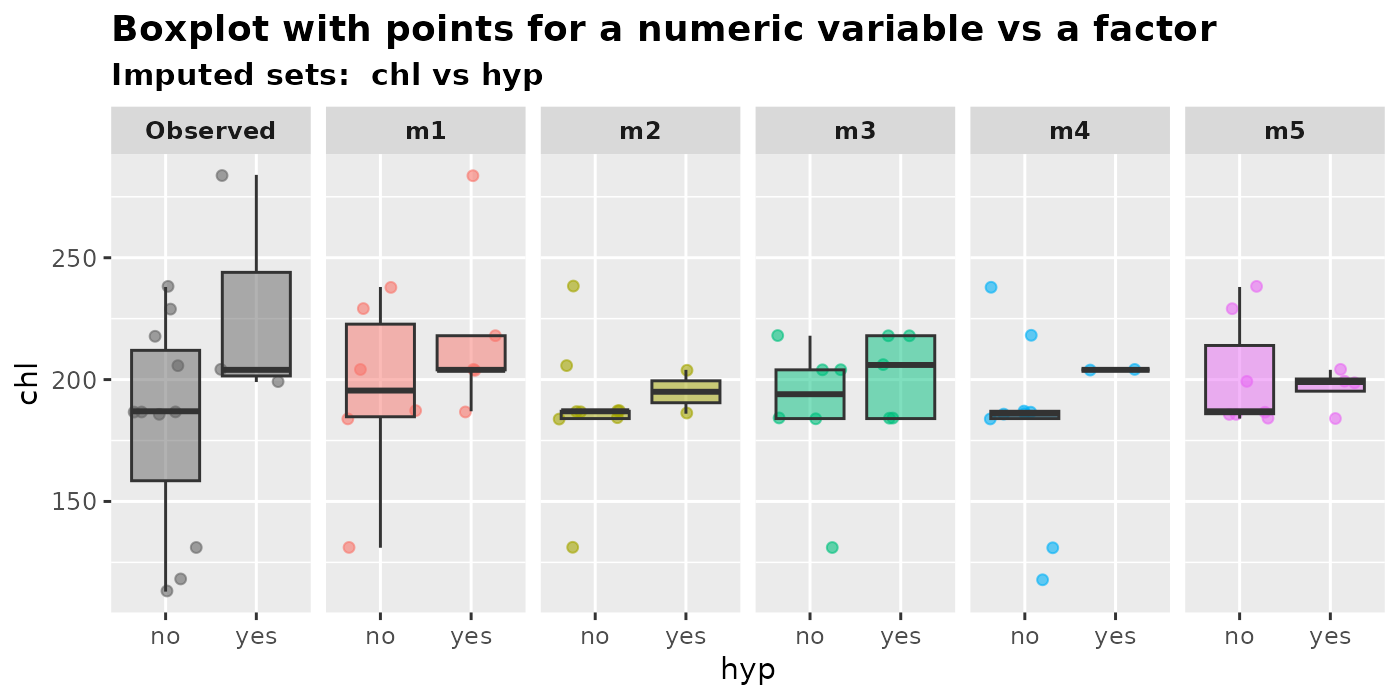 Boxplot with points for a numeric variable vs a factor
Imputed sets:  chl vs hyp
Observed m1 m2 m3 m4 m5
chl
250
200
150
no yes no yes no yes no yes no yes no yes
hyp